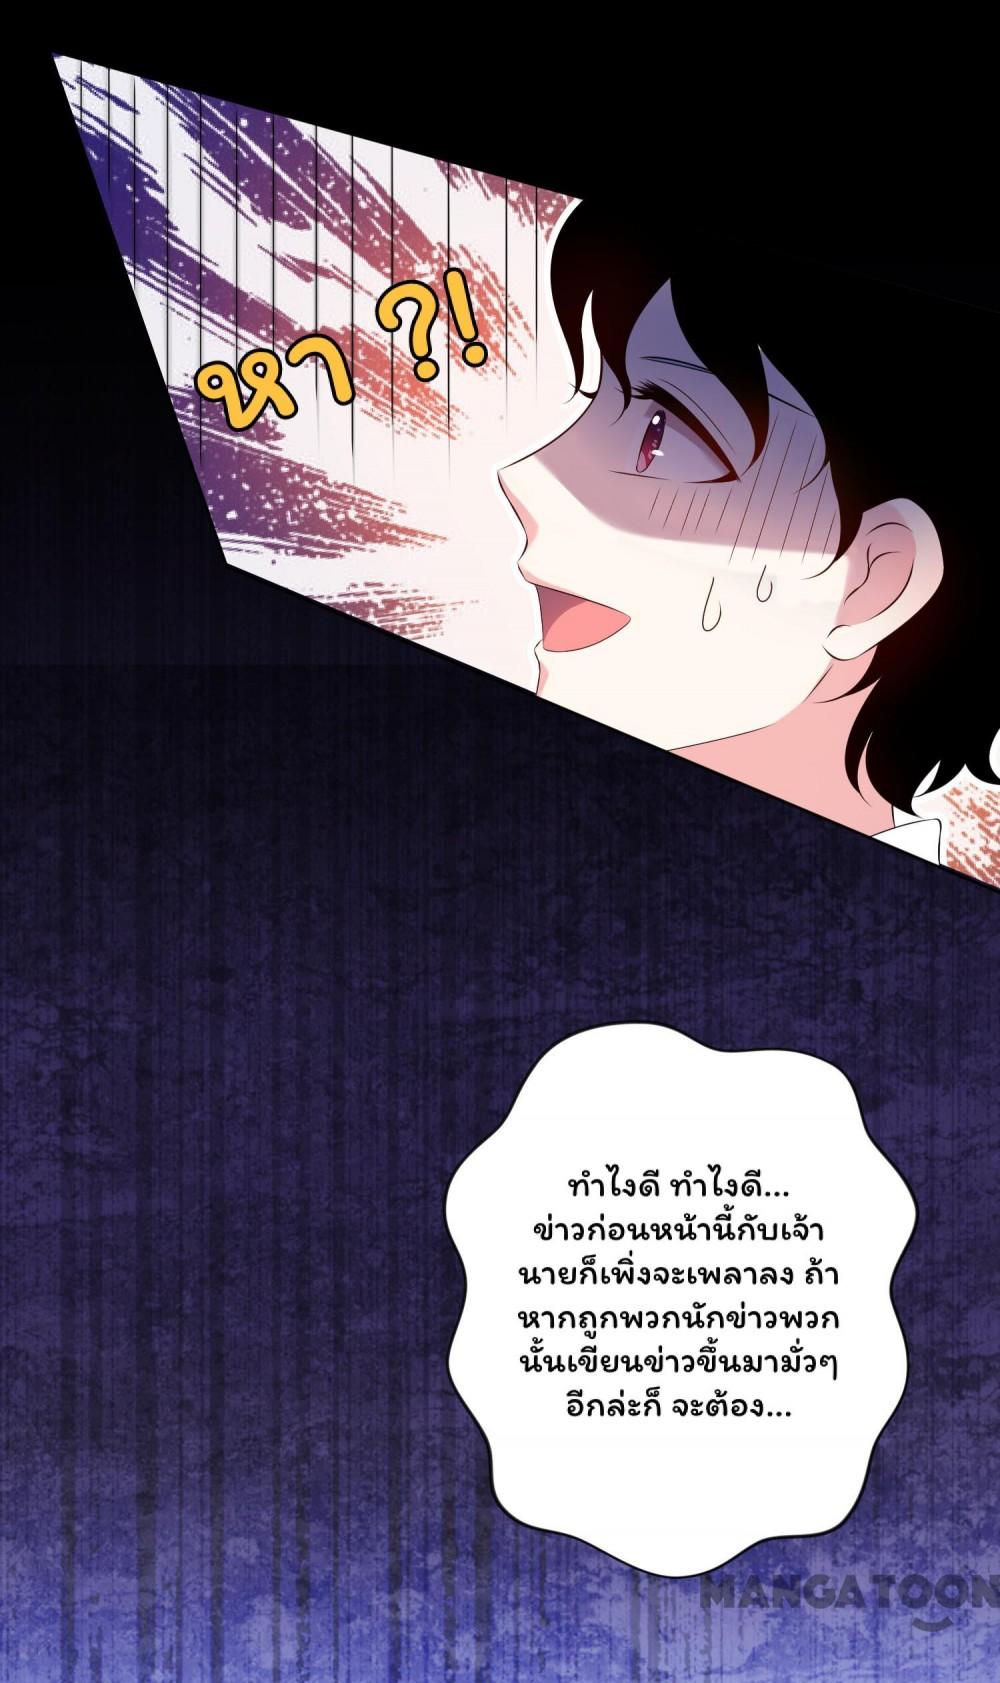 หา ?!
ทำไงดี ทำไงดี...
ข่าวก่อนหน้านี้กับเจ้า
นายก็เพิ่งจะเพลาลง ถ้า
หากถูกพวกนักข่าวพวก
นั้นเขียนข่าวขึ้นมามั่วๆ
อีกล่ะก็ จะต้อง...
MANGATOON